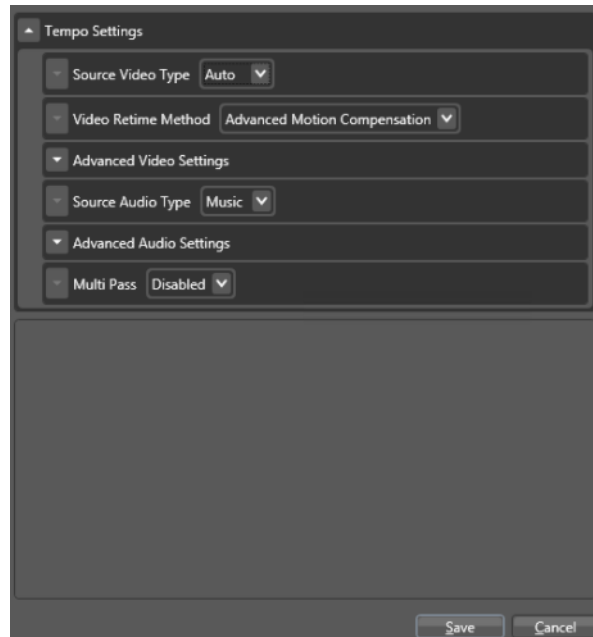 Tempo Settings
Source Video Type Auto
Video Retime Method Advanced Motion Compensation
Advanced Video Settings
Source Audio Type Music
Advanced Audio Settings
Multi Pass Disabled
Save Cancel